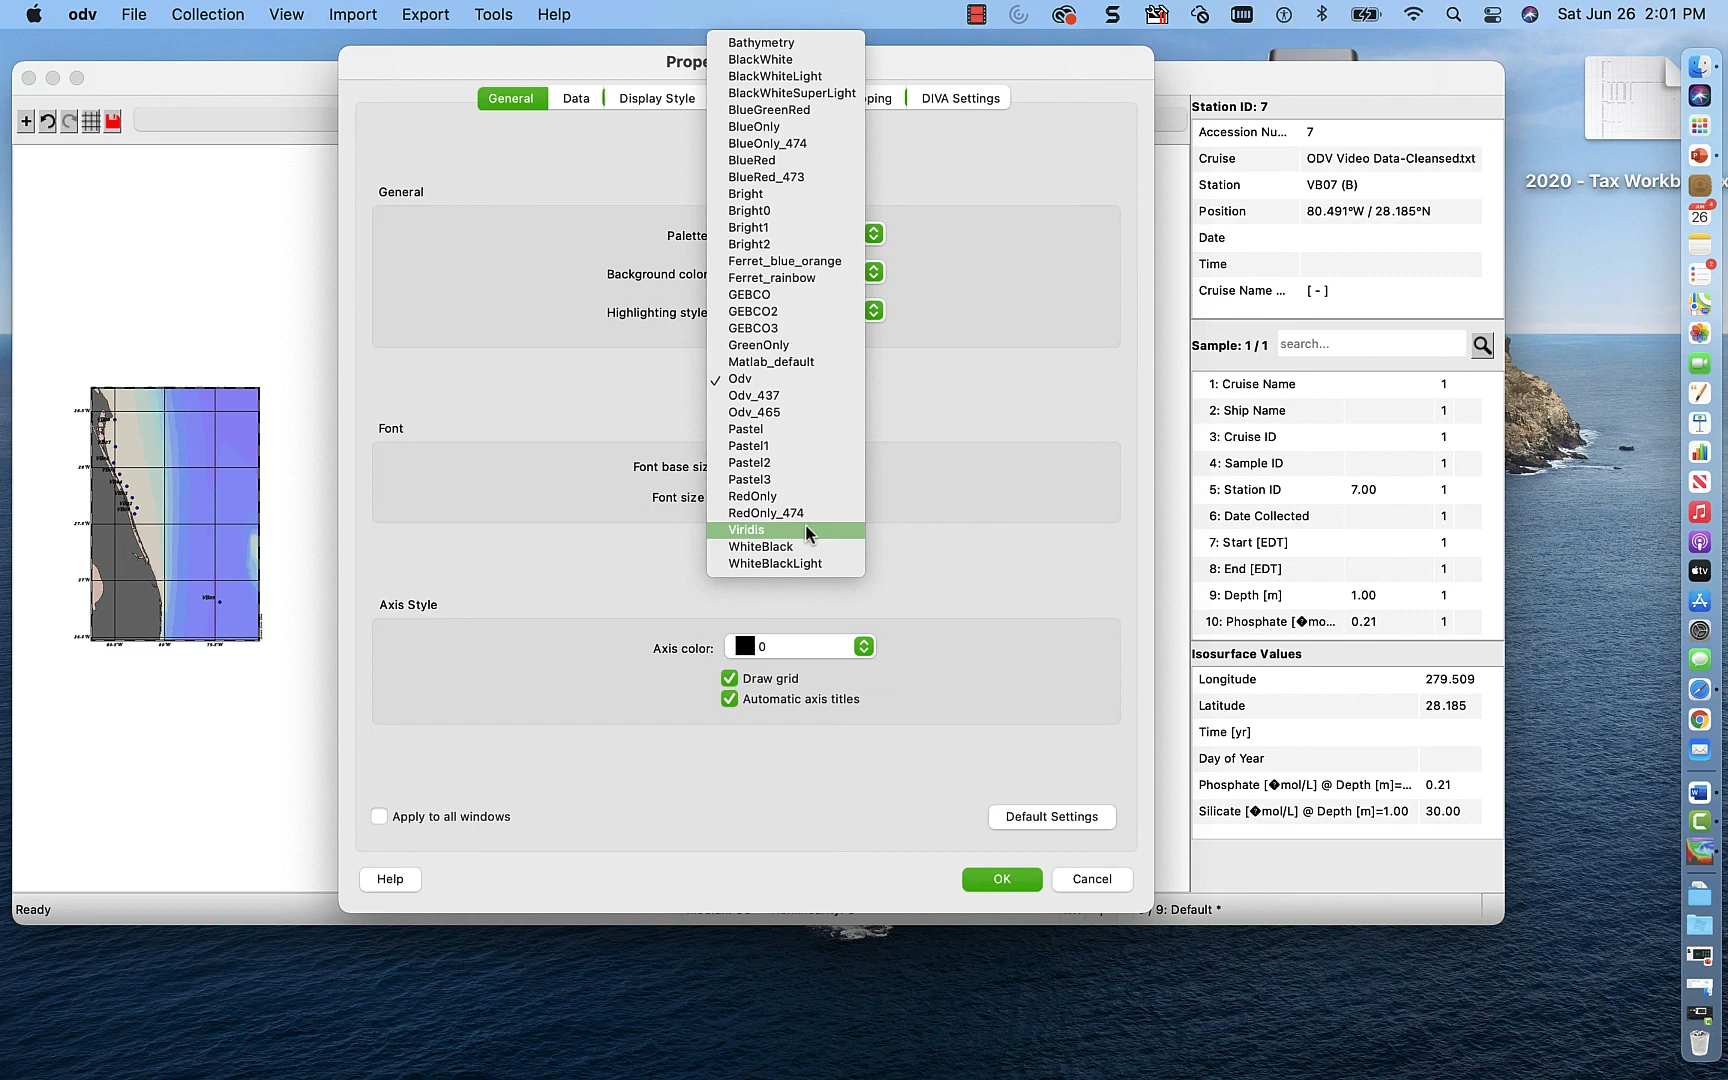 odv File Collection View Import Export Tools Help
Sat Jun 26 2:01 PM
Prope
General Data Display Style
ping DIVA Settings
General
Palette
Background color
Highlighting style
Font
Font base siz
Font size
Axis Style
Axis color: 0
Draw grid
Automatic axis titles
Apply to all windows
Default Settings
Help
OK
Cancel
Bathymetry
BlackWhite
BlackWhiteLight
BlackWhiteSuperLight
BlueGreenRed
BlueOnly
BlueOnly_474
BlueRed
BlueRed_473
Bright
Bright0
Bright1
Bright2
Ferret_blue_orange
Ferret_rainbow
GEBCO
GEBCO2
GEBCO3
GreenOnly
Matlab_default
✓ Odv
Odv_437
Odv_465
Pastel
Pastel1
Pastel2
Pastel3
RedOnly
RedOnly_474
Viridis
WhiteBlack
WhiteBlackLight
Station ID: 7
Accession Nu... 7
Cruise ODV Video Data-Cleansed.txt
Station VB07 (B)
Position 80.491°W / 28.185°N
Date
Time
Cruise Name ... [ - ]
Sample: 1 / 1 search...
1: Cruise Name 1
2: Ship Name 1
3: Cruise ID 1
4: Sample ID 1
5: Station ID 7.00 1
6: Date Collected 1
7: Start [EDT] 1
8: End [EDT] 1
9: Depth [m] 1.00 1
10: Phosphate [�mo... 0.21 1
Isosurface Values
Longitude 279.509
Latitude 28.185
Time [yr]
Day of Year
Phosphate [�mol/L] @ Depth [m]=... 0.21
Silicate [�mol/L] @ Depth [m]=1.00 30.00
Ready
/ 9: Default *
2020 - Tax Workb